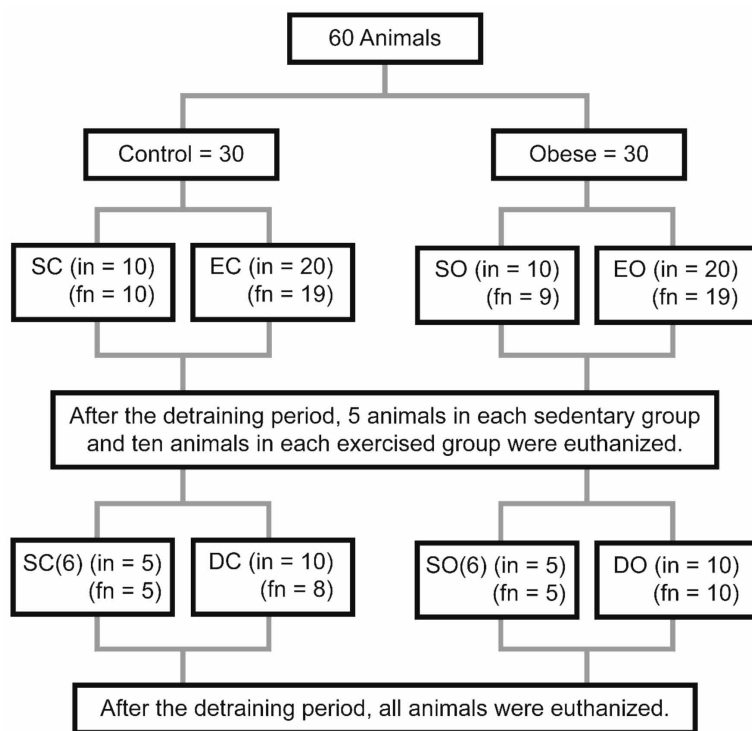 60 Animals
Control = 30
Obese = 30
SC (in = 10)
(fn = 10)
EC (in = 20)
(fn = 19)
SO (in = 10)
(fn = 9)
EO (in = 20)
(fn = 19)
After the detraining period, 5 animals in each sedentary group
and ten animals in each exercised group were euthanized.
SC(6) (in = 5)
(fn = 5)
DC (in = 10)
(fn = 8)
SO(6) (in = 5)
(fn = 5)
DO (in = 10)
(fn = 10)
After the detraining period, all animals were euthanized.